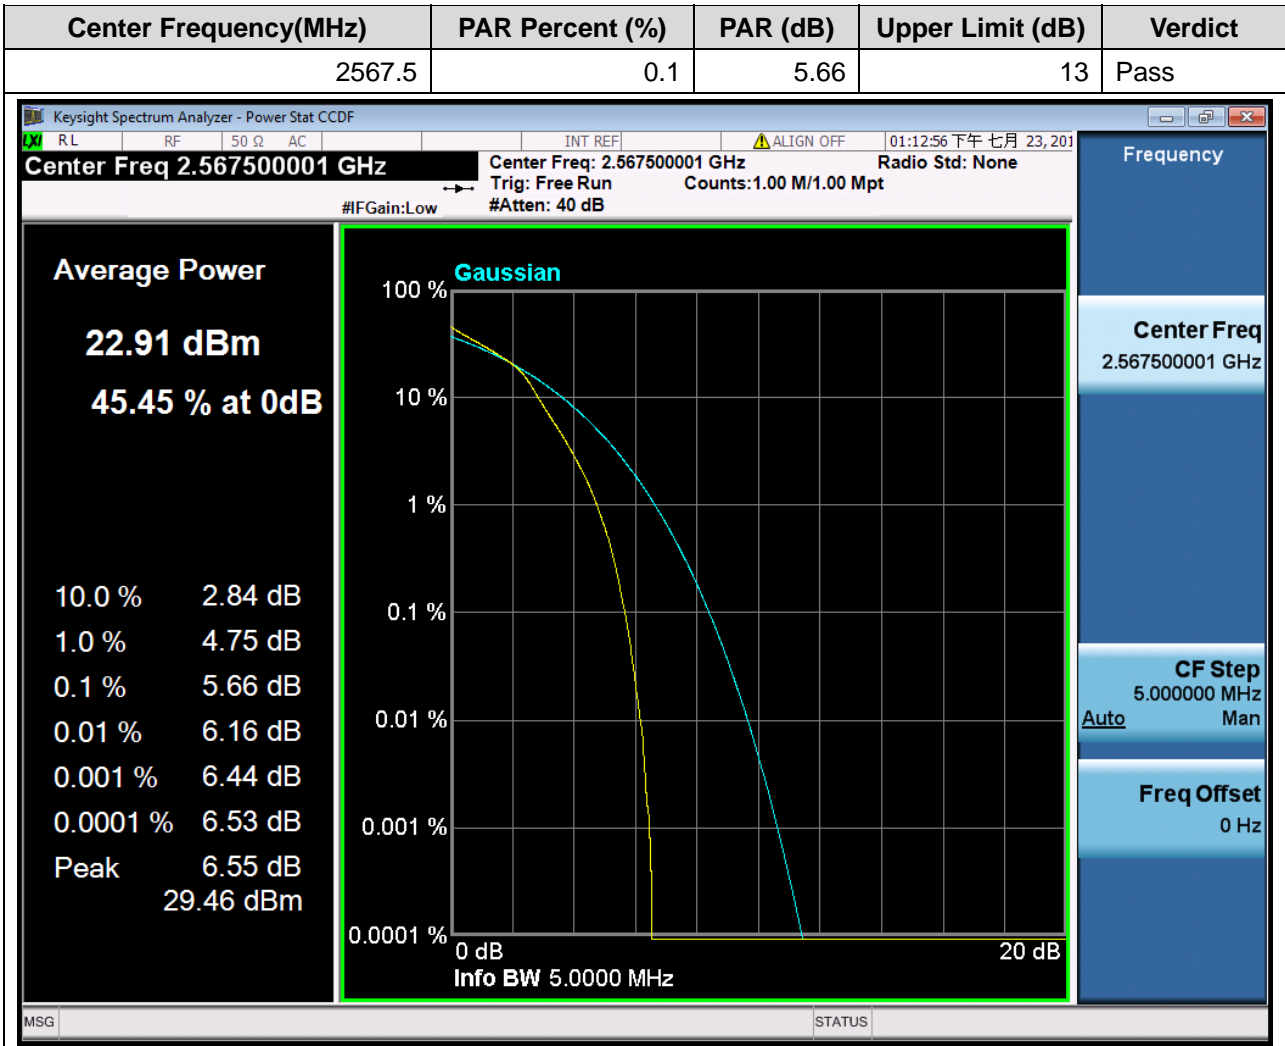 Center Frequency(MHz) PAR Percent (%) PAR (dB) Upper Limit (dB) Verdict
2567.5 0.1 5.66 13 Pass
Keysight Spectrum Analyzer - Power Stat CCDF
LXI RL RF 50 Ω AC INT REF ALIGN OFF 01:12:56 下午 七月 23, 201
Center Freq 2.567500001 GHz
Center Freq: 2.567500001 GHz Radio Std: None
Trig: Free Run Counts:1.00 M/1.00 Mpt
#IFGain:Low #Atten: 40 dB
Frequency
Average Power
22.91 dBm
45.45 % at 0dB
10.0 % 2.84 dB
1.0 % 4.75 dB
0.1 % 5.66 dB
0.01 % 6.16 dB
0.001 % 6.44 dB
0.0001 % 6.53 dB
Peak 6.55 dB
29.46 dBm
Gaussian
100 %
10 %
1 %
0.1 %
0.01 %
0.001 %
0.0001 %
0 dB 20 dB
Info BW 5.0000 MHz
Center Freq
2.567500001 GHz
CF Step
5.000000 MHz
Auto Man
Freq Offset
0 Hz
MSG STATUS